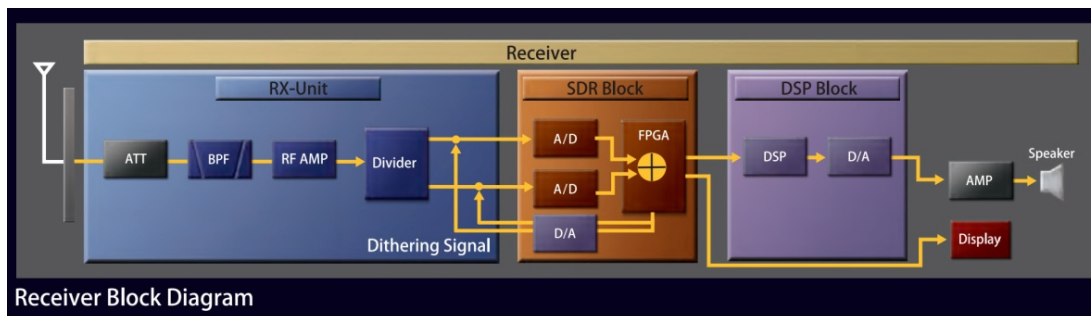 Receiver
RX-Unit
SDR Block
DSP Block
ATT
BPF
RF AMP
Divider
A/D
A/D
D/A
FPGA
DSP
D/A
AMP
Speaker
Display
Dithering Signal
Receiver Block Diagram